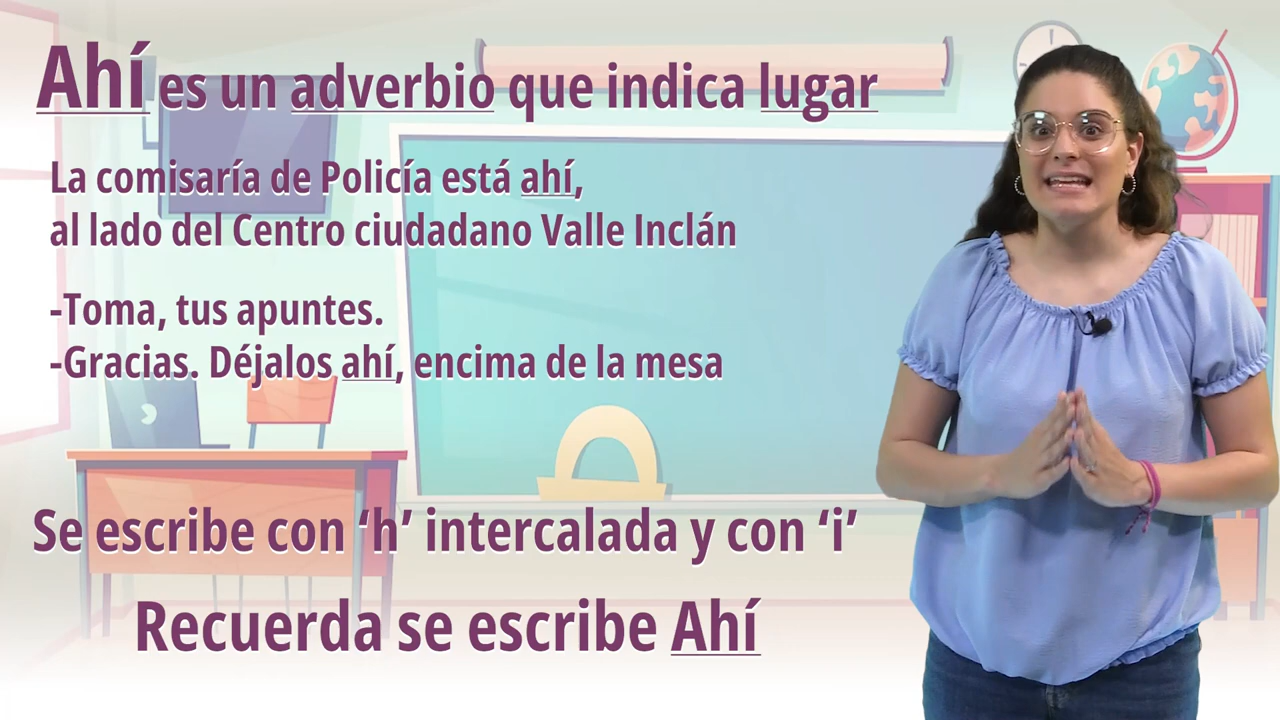 Ahí es un adverbio que indica lugar
La comisaría de Policía está ahí,
al lado del Centro ciudadano Valle Inclán
-Toma, tus apuntes.
-Gracias. Déjalos ahí, encima de la mesa
Se escribe con ‘h’ intercalada y con ‘i’
Recuerda se escribe Ahí